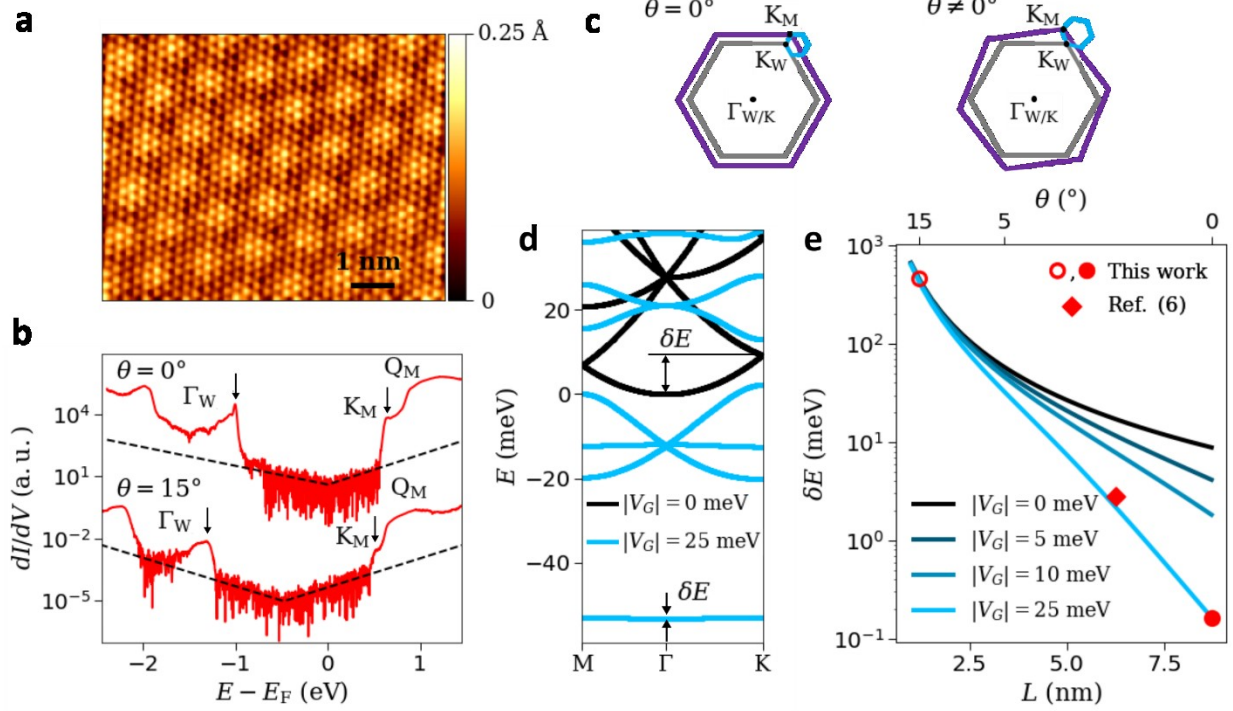 a
0.25 Å
0
1 nm
b
θ = 0°
Γ_W
K_M
Q_M
θ = 15°
Γ_W
K_M
Q_M
10^4
10^1
10^-2
10^-5
dI/dV (a. u.)
−2
−1
0
1
E − E_F (eV)
c
θ = 0°
K_M
K_W
Γ_W/K
θ ≠ 0°
K_M
K_W
Γ_W/K
d
20
0
−20
−40
E (meV)
δE
|V_G| = 0 meV
|V_G| = 25 meV
δE
M
Γ
K
e
θ (°)
15
5
0
10^3
10^2
10^1
10^0
10^-1
δE (meV)
, This work
Ref. (6)
|V_G| = 0 meV
|V_G| = 5 meV
|V_G| = 10 meV
|V_G| = 25 meV
2.5
5.0
7.5
L (nm)